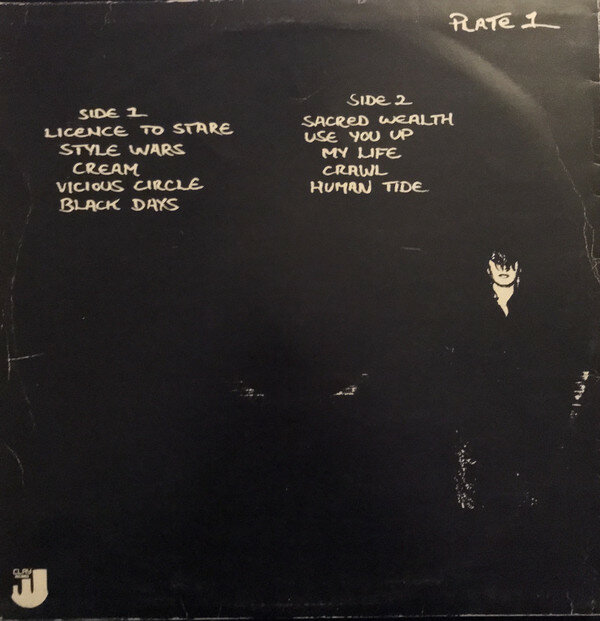 PLATE 1
SIDE 1
LICENCE TO STARE
STYLE WARS
CREAM
VICIOUS CIRCLE
BLACK DAYS
SIDE 2
SACRED WEALTH
USE YOU UP
MY LIFE
CRAWL
HUMAN TIDE
CLAY